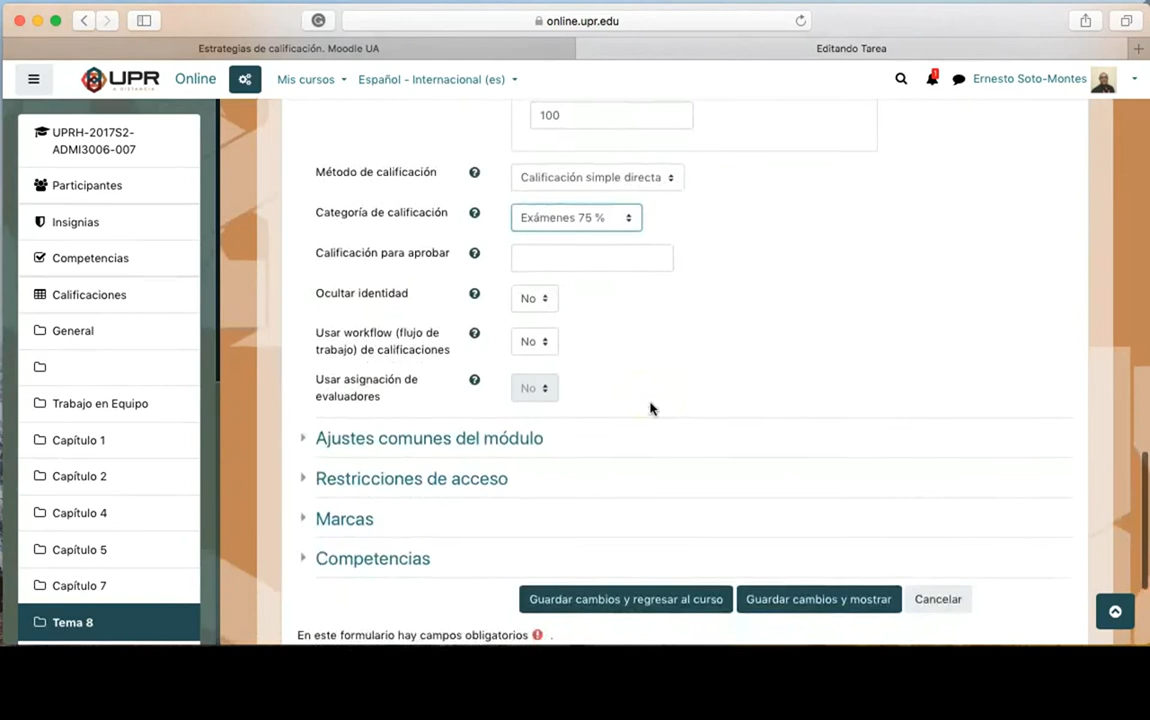 online.upr.edu
Estrategias de calificación. Moodle UA
Editando Tarea
UPR
A DISTANCIA
Online
Mis cursos
Español - Internacional (es)
1
Ernesto Soto-Montes
UPRH-2017S2-
ADMI3006-007
Participantes
Insignias
Competencias
Calificaciones
General
Trabajo en Equipo
Capítulo 1
Capítulo 2
Capítulo 4
Capítulo 5
Capítulo 7
Tema 8
100
Método de calificación
Calificación simple directa
Categoría de calificación
Exámenes 75 %
Calificación para aprobar
Ocultar identidad
No
Usar workflow (flujo de
trabajo) de calificaciones
No
Usar asignación de
evaluadores
No
Ajustes comunes del módulo
Restricciones de acceso
Marcas
Competencias
Guardar cambios y regresar al curso
Guardar cambios y mostrar
Cancelar
En este formulario hay campos obligatorios .